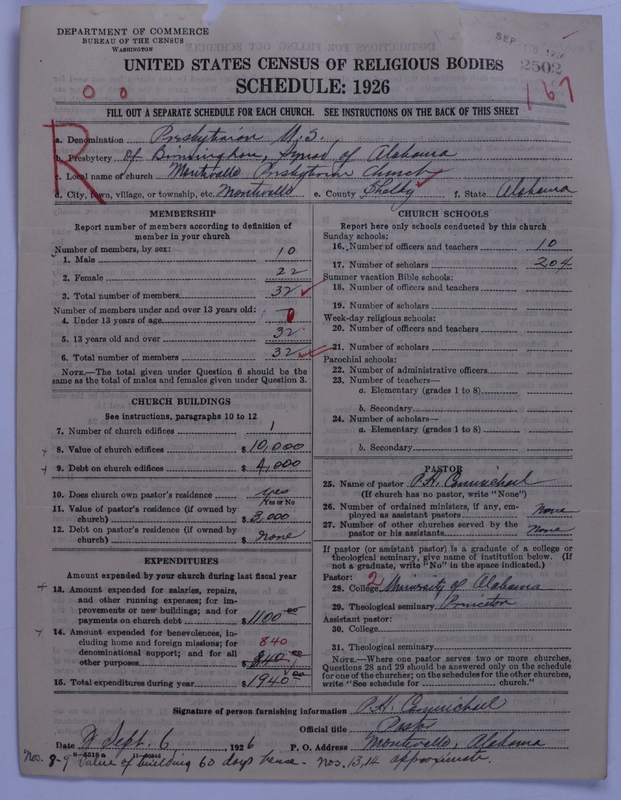 DEPARTMENT OF COMMERCE
BUREAU OF THE CENSUS
WASHINGTON
SEP 10
2502
UNITED STATES CENSUS OF RELIGIOUS BODIES
SCHEDULE: 1926
0 0
167
FILL OUT A SEPARATE SCHEDULE FOR EACH CHURCH. SEE INSTRUCTIONS ON THE BACK OF THIS SHEET
R
a. Denomination Presbyterian U.S.
b. Presbytery of Birmingham, Synod of Alabama
c. Local name of church Montevallo Presbyterian Church
d. City, town, village, or township, etc. Montevallo e. County Shelby f. State Alabama
MEMBERSHIP
Report number of members according to definition of
member in your church
Number of members, by sex:
1. Male 10
2. Female 22
3. Total number of members 32
Number of members under and over 13 years old:
4. Under 13 years of age 0
5. 13 years old and over 32
6. Total number of members 32
NOTE.—The total given under Question 6 should be
same as the total of males and females given under Question 3.
CHURCH BUILDINGS
See instructions, paragraphs 10 to 12
7. Number of church edifices 1
8. Value of church edifices $10,000
9. Debt on church edifices $4,000
10. Does church own pastor's residence yes
Yes or No
11. Value of pastor's residence (if owned by
church) $3,000
12. Debt on pastor's residence (if owned by
church) $none
EXPENDITURES
Amount expended by your church during last fiscal year
13. Amount expended for salaries, repairs,
and other running expenses; for im-
provements or new buildings; and for
payments on church debt $1100.00
14. Amount expended for benevolences, in-
cluding home and foreign missions; for
denominational support; and for all
other purposes 840 $840.00
15. Total expenditures during year $1940.00
CHURCH SCHOOLS
Report here only schools conducted by this church
Sunday schools:
16. Number of officers and teachers 10
17. Number of scholars 204
Summer vacation Bible schools:
18. Number of officers and teachers
19. Number of scholars
Week-day religious schools:
20. Number of officers and teachers
21. Number of scholars
Parochial schools:
22. Number of administrative officers
23. Number of teachers—
a. Elementary (grades 1 to 8)
b. Secondary
24. Number of scholars—
a. Elementary (grades 1 to 8)
b. Secondary
PASTOR
25. Name of pastor P.H. Carmichael
(If church has no pastor, write "None")
26. Number of ordained ministers, if any, em-
ployed as assistant pastors None
27. Number of other churches served by the
pastor or his assistants None
If pastor (or assistant pastor) is a graduate of a college or
theological seminary, give name of institution below. (If
not a graduate, write "No" in the space indicated.)
Pastor: 2
28. College University of Alabama
29. Theological seminary Princeton
Assistant pastor:
30. College
31. Theological seminary
NOTE.—Where one pastor serves two or more churches,
Questions 28 and 29 should be answered only on the schedule
for one of the churches; on the schedules for the other churches,
write "See schedule for church."
Signature of person furnishing information P.H. Carmichael
Official title Pastor
Date Sept. 6, 1926 P. O. Address Montevallo, Alabama
Nos. 8-9 Value of building 60 days hence - Nos. 13, 14 approximate.